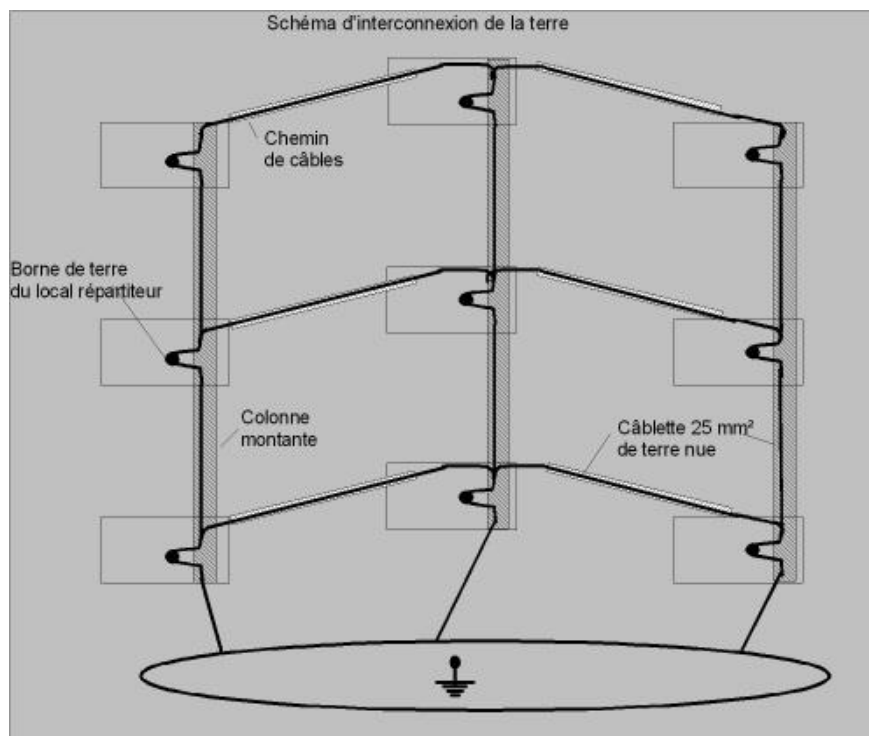 Schéma d'interconnexion de la terre
Chemin
de câbles
Borne de terre
du local répartiteur
Colonne
montante
Câblette 25 mm²
de terre nue